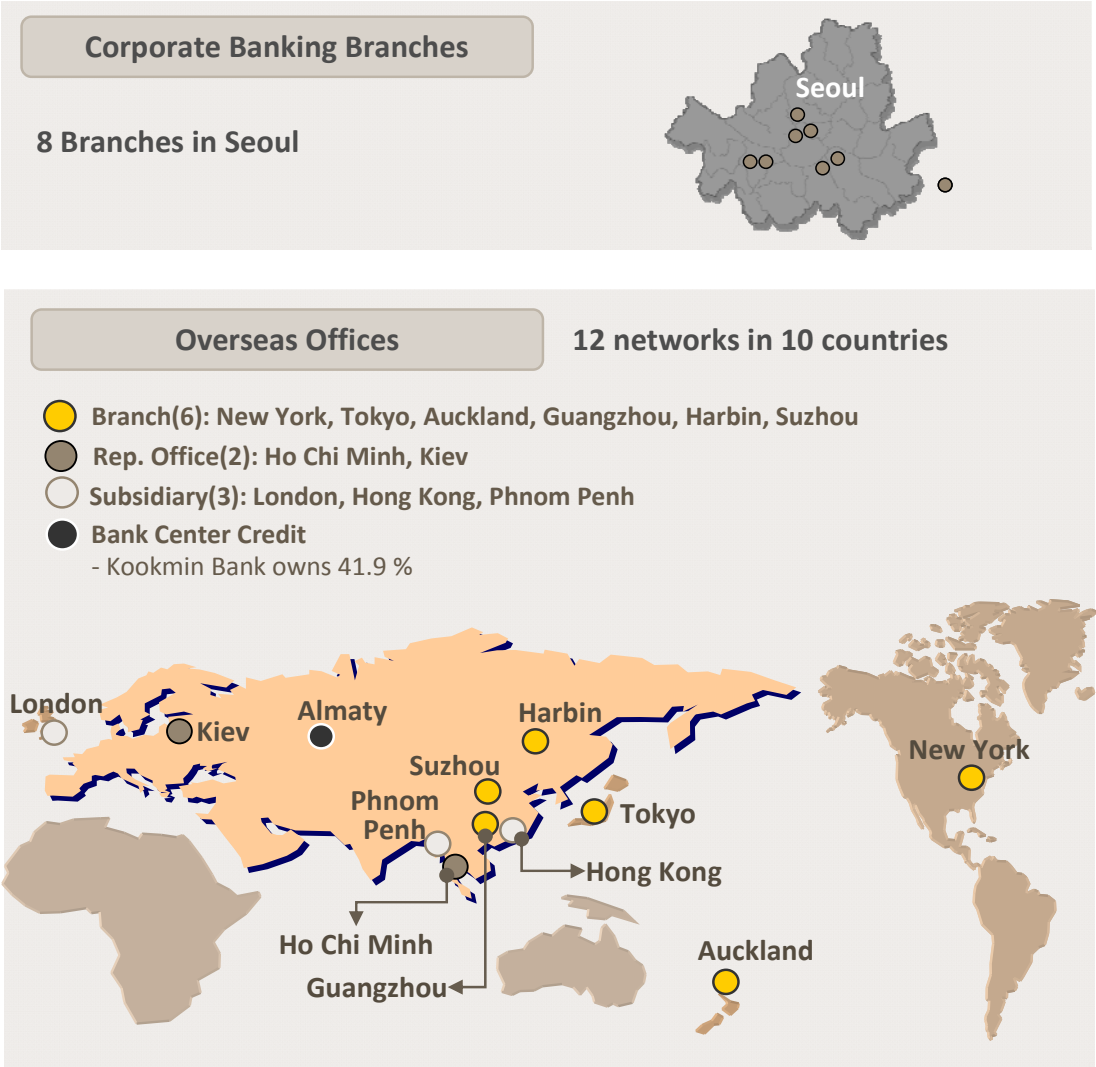 Corporate Banking Branches
8 Branches in Seoul
Seoul
Overseas Offices
12 networks in 10 countries
Branch(6): New York, Tokyo, Auckland, Guangzhou, Harbin, Suzhou
Rep. Office(2): Ho Chi Minh, Kiev
Subsidiary(3): London, Hong Kong, Phnom Penh
Bank Center Credit
- Kookmin Bank owns 41.9 %
London
Kiev
Almaty
Harbin
New York
Suzhou
Phnom
Penh
Tokyo
Hong Kong
Ho Chi Minh
Guangzhou
Auckland